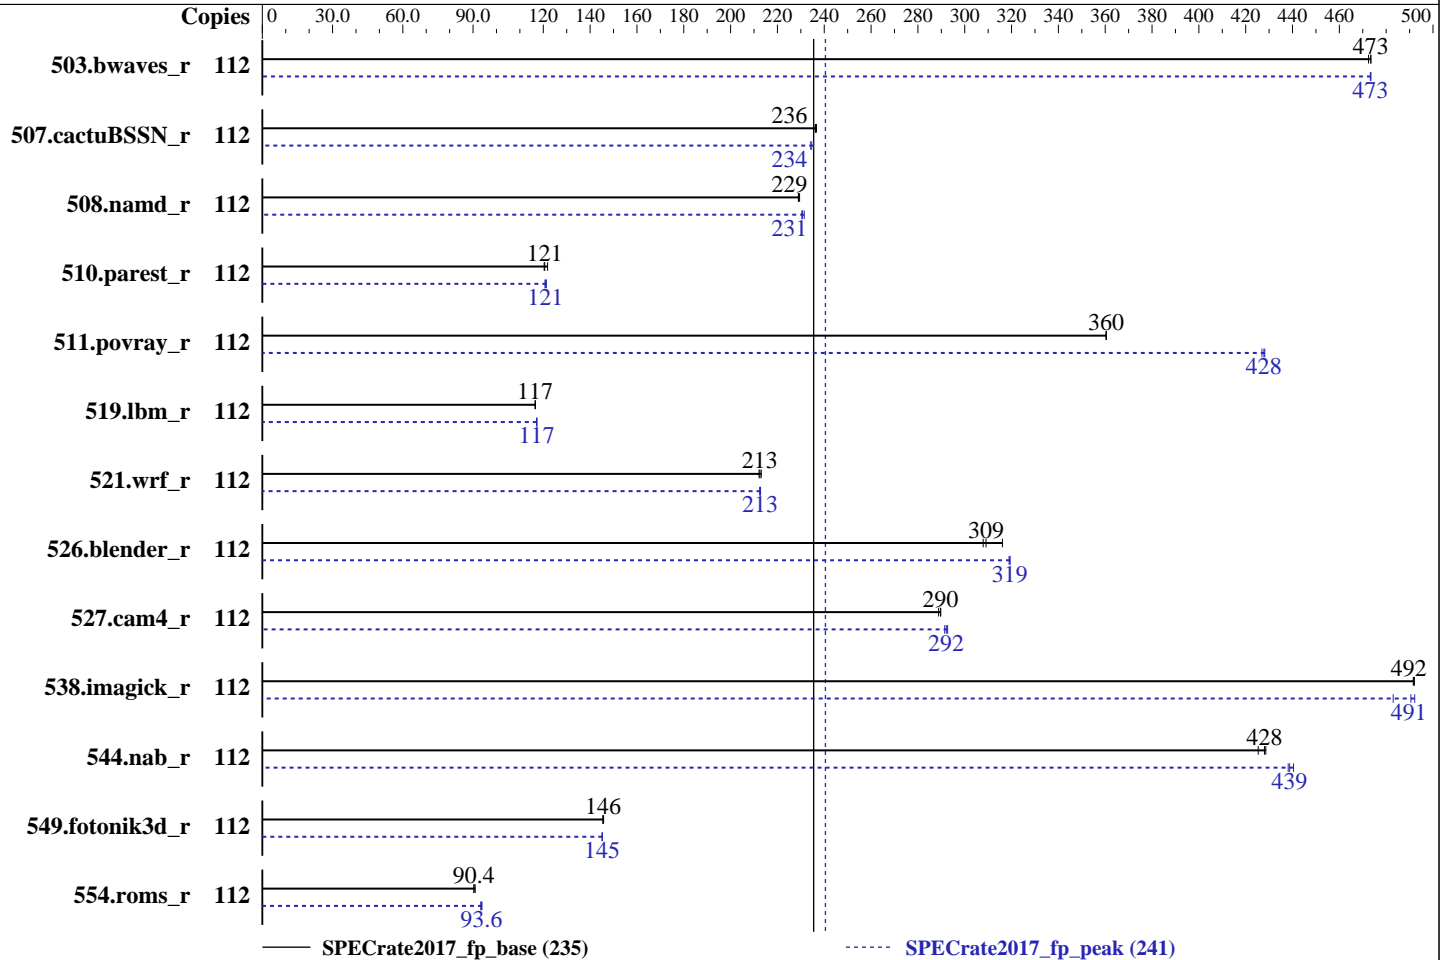 Copies 0 30.0 60.0 90.0 120 140 160 180 200 220 240 260 280 300 320 340 360 380 400 420 440 460 500
473
503.bwaves_r 112
473
236
507.cactuBSSN_r 112
234
229
508.namd_r 112
231
121
510.parest_r 112
121
360
511.povray_r 112
428
117
519.lbm_r 112
117
213
521.wrf_r 112
213
309
526.blender_r 112
319
290
527.cam4_r 112
292
492
538.imagick_r 112
491
428
544.nab_r 112
439
146
549.fotonik3d_r 112
145
90.4
554.roms_r 112
93.6
SPECrate2017_fp_base (235) SPECrate2017_fp_peak (241)